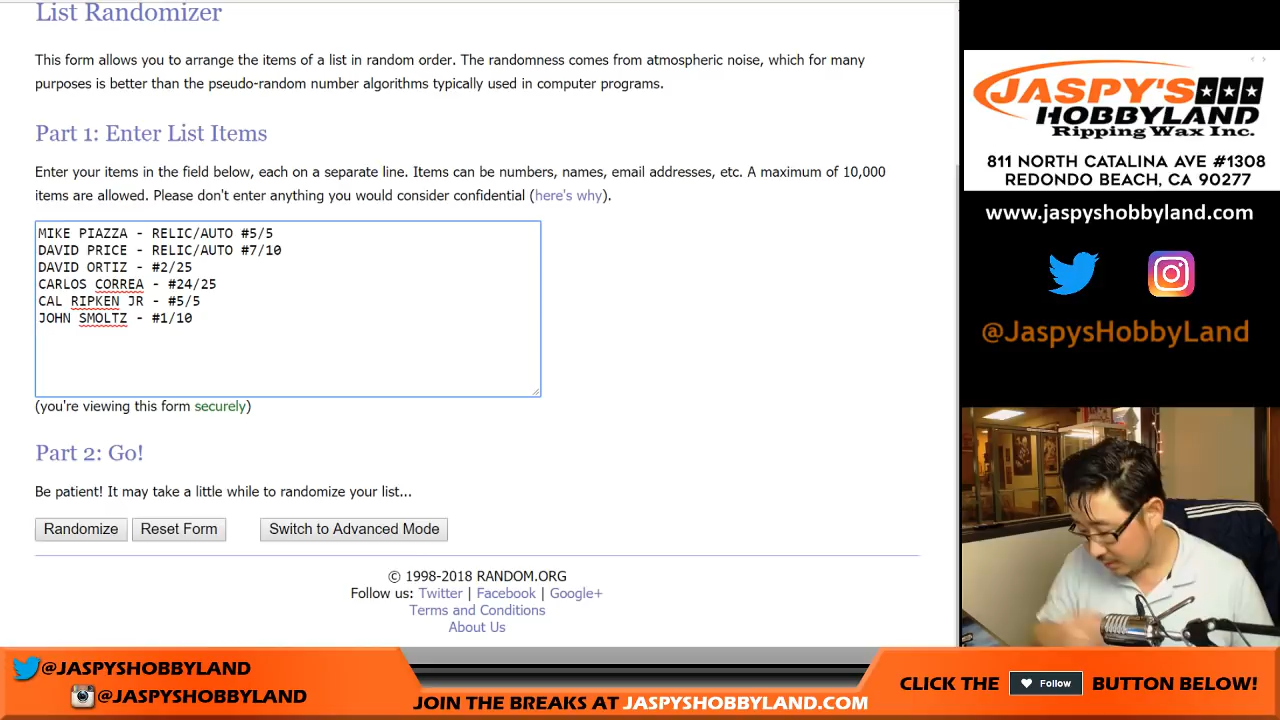 List Randomizer
This form allows you to arrange the items of a list in random order. The randomness comes from atmospheric noise, which for many
purposes is better than the pseudo-random number algorithms typically used in computer programs.
Part 1: Enter List Items
Enter your items in the field below, each on a separate line. Items can be numbers, names, email addresses, etc. A maximum of 10,000
items are allowed. Please don't enter anything you would consider confidential (here's why).
MIKE PIAZZA - RELIC/AUTO #5/5
DAVID PRICE - RELIC/AUTO #7/10
DAVID ORTIZ - #2/25
CARLOS CORREA - #24/25
CAL RIPKEN JR - #5/5
JOHN SMOLTZ - #1/10
(you're viewing this form securely)
Part 2: Go!
Be patient! It may take a little while to randomize your list...
Randomize Reset Form Switch to Advanced Mode
© 1998-2018 RANDOM.ORG
Follow us: Twitter | Facebook | Google+
Terms and Conditions
About Us
JASPY'S
HOBBYLAND
Ripping Wax Inc.
811 NORTH CATALINA AVE #1308
REDONDO BEACH, CA 90277
www.jaspyshobbyland.com
@JaspysHobbyLand
@JASPYSHOBBYLAND
@JASPYSHOBBYLAND
JOIN THE BREAKS AT JASPYSHOBBYLAND.COM
CLICK THE Follow BUTTON BELOW!